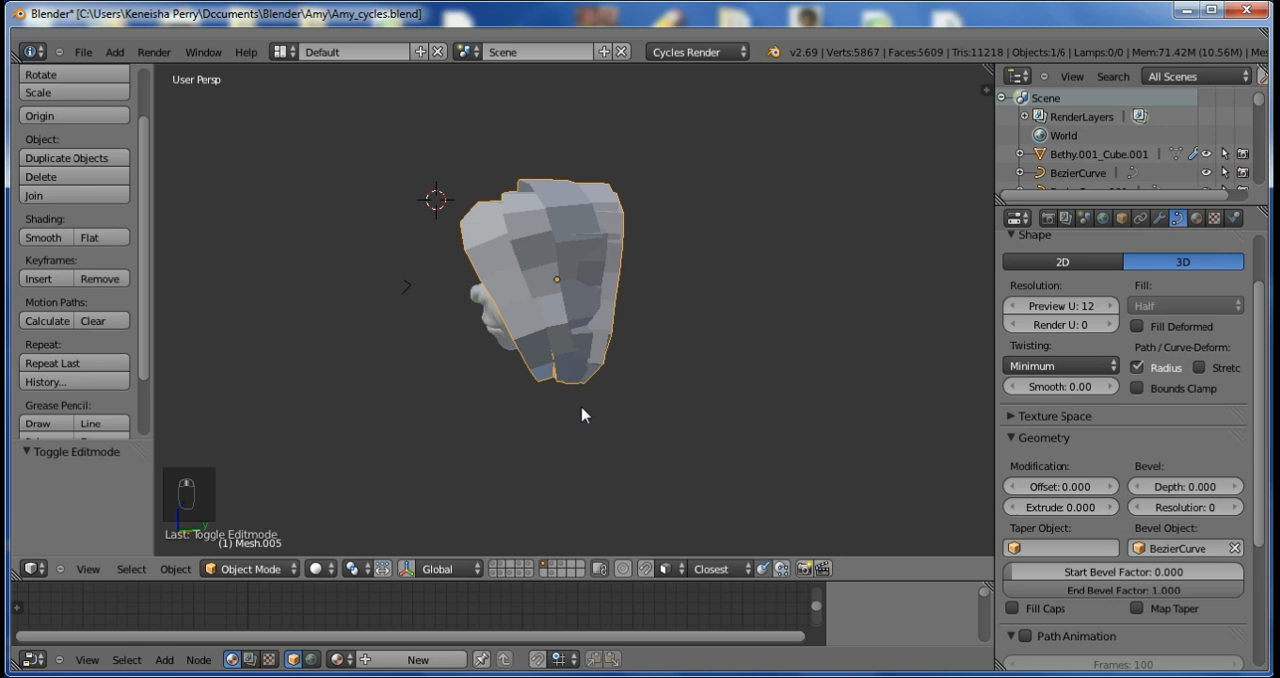 Blender* [C:\Users\Keneisha Perry\Documents\Blender\Amy\Amy_cycles.blend]
File Add Render Window Help Default Scene Cycles Render v2.69 | Verts:5867 | Faces:5609 | Tris:11218 | Objects:1/6 | Lamps:0/0 | Mem:71.42M (10.56M) | Mes
Rotate
Scale
Origin
Object:
Duplicate Objects
Delete
Join
Shading:
Smooth Flat
Keyframes:
Insert Remove
Motion Paths:
Calculate Clear
Repeat:
Repeat Last
History...
Grease Pencil:
Draw Line
Toggle Editmode
User Persp
y
Last: Toggle Editmode
(1) Mesh.005
View Search All Scenes
Scene
RenderLayers
World
Bethy.001_Cube.001
BezierCurve
Shape
2D 3D
Resolution: Fill:
Preview U: 12 Half
Render U: 0 Fill Deformed
Twisting: Path / Curve-Deform:
Minimum Radius Stretc
Smooth: 0.00 Bounds Clamp
Texture Space
Geometry
Modification: Bevel:
Offset: 0.000 Depth: 0.000
Extrude: 0.000 Resolution: 0
Taper Object: Bevel Object:
BezierCurve
Start Bevel Factor: 0.000
End Bevel Factor: 1.000
Fill Caps Map Taper
Path Animation
Frames: 100
View Select Object Object Mode Global Closest
View Select Add Node New